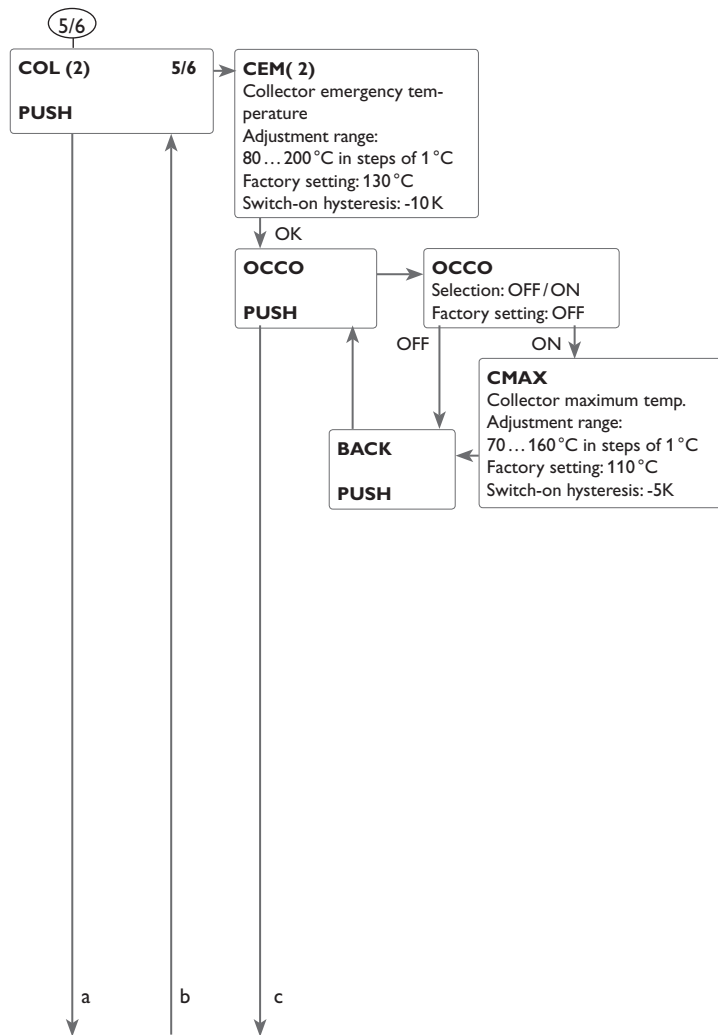 5/6
COL (2) 5/6
PUSH
CEM( 2)
Collector emergency tem-
perature
Adjustment range:
80 … 200 °C in steps of 1 °C
Factory setting: 130 °C
Switch-on hysteresis: -10 K
OK
OCCO
PUSH
OCCO
Selection: OFF / ON
Factory setting: OFF
OFF
ON
CMAX
Collector maximum temp.
Adjustment range:
70 … 160 °C in steps of 1 °C
Factory setting: 110 °C
Switch-on hysteresis: -5K
BACK
PUSH
a
b
c